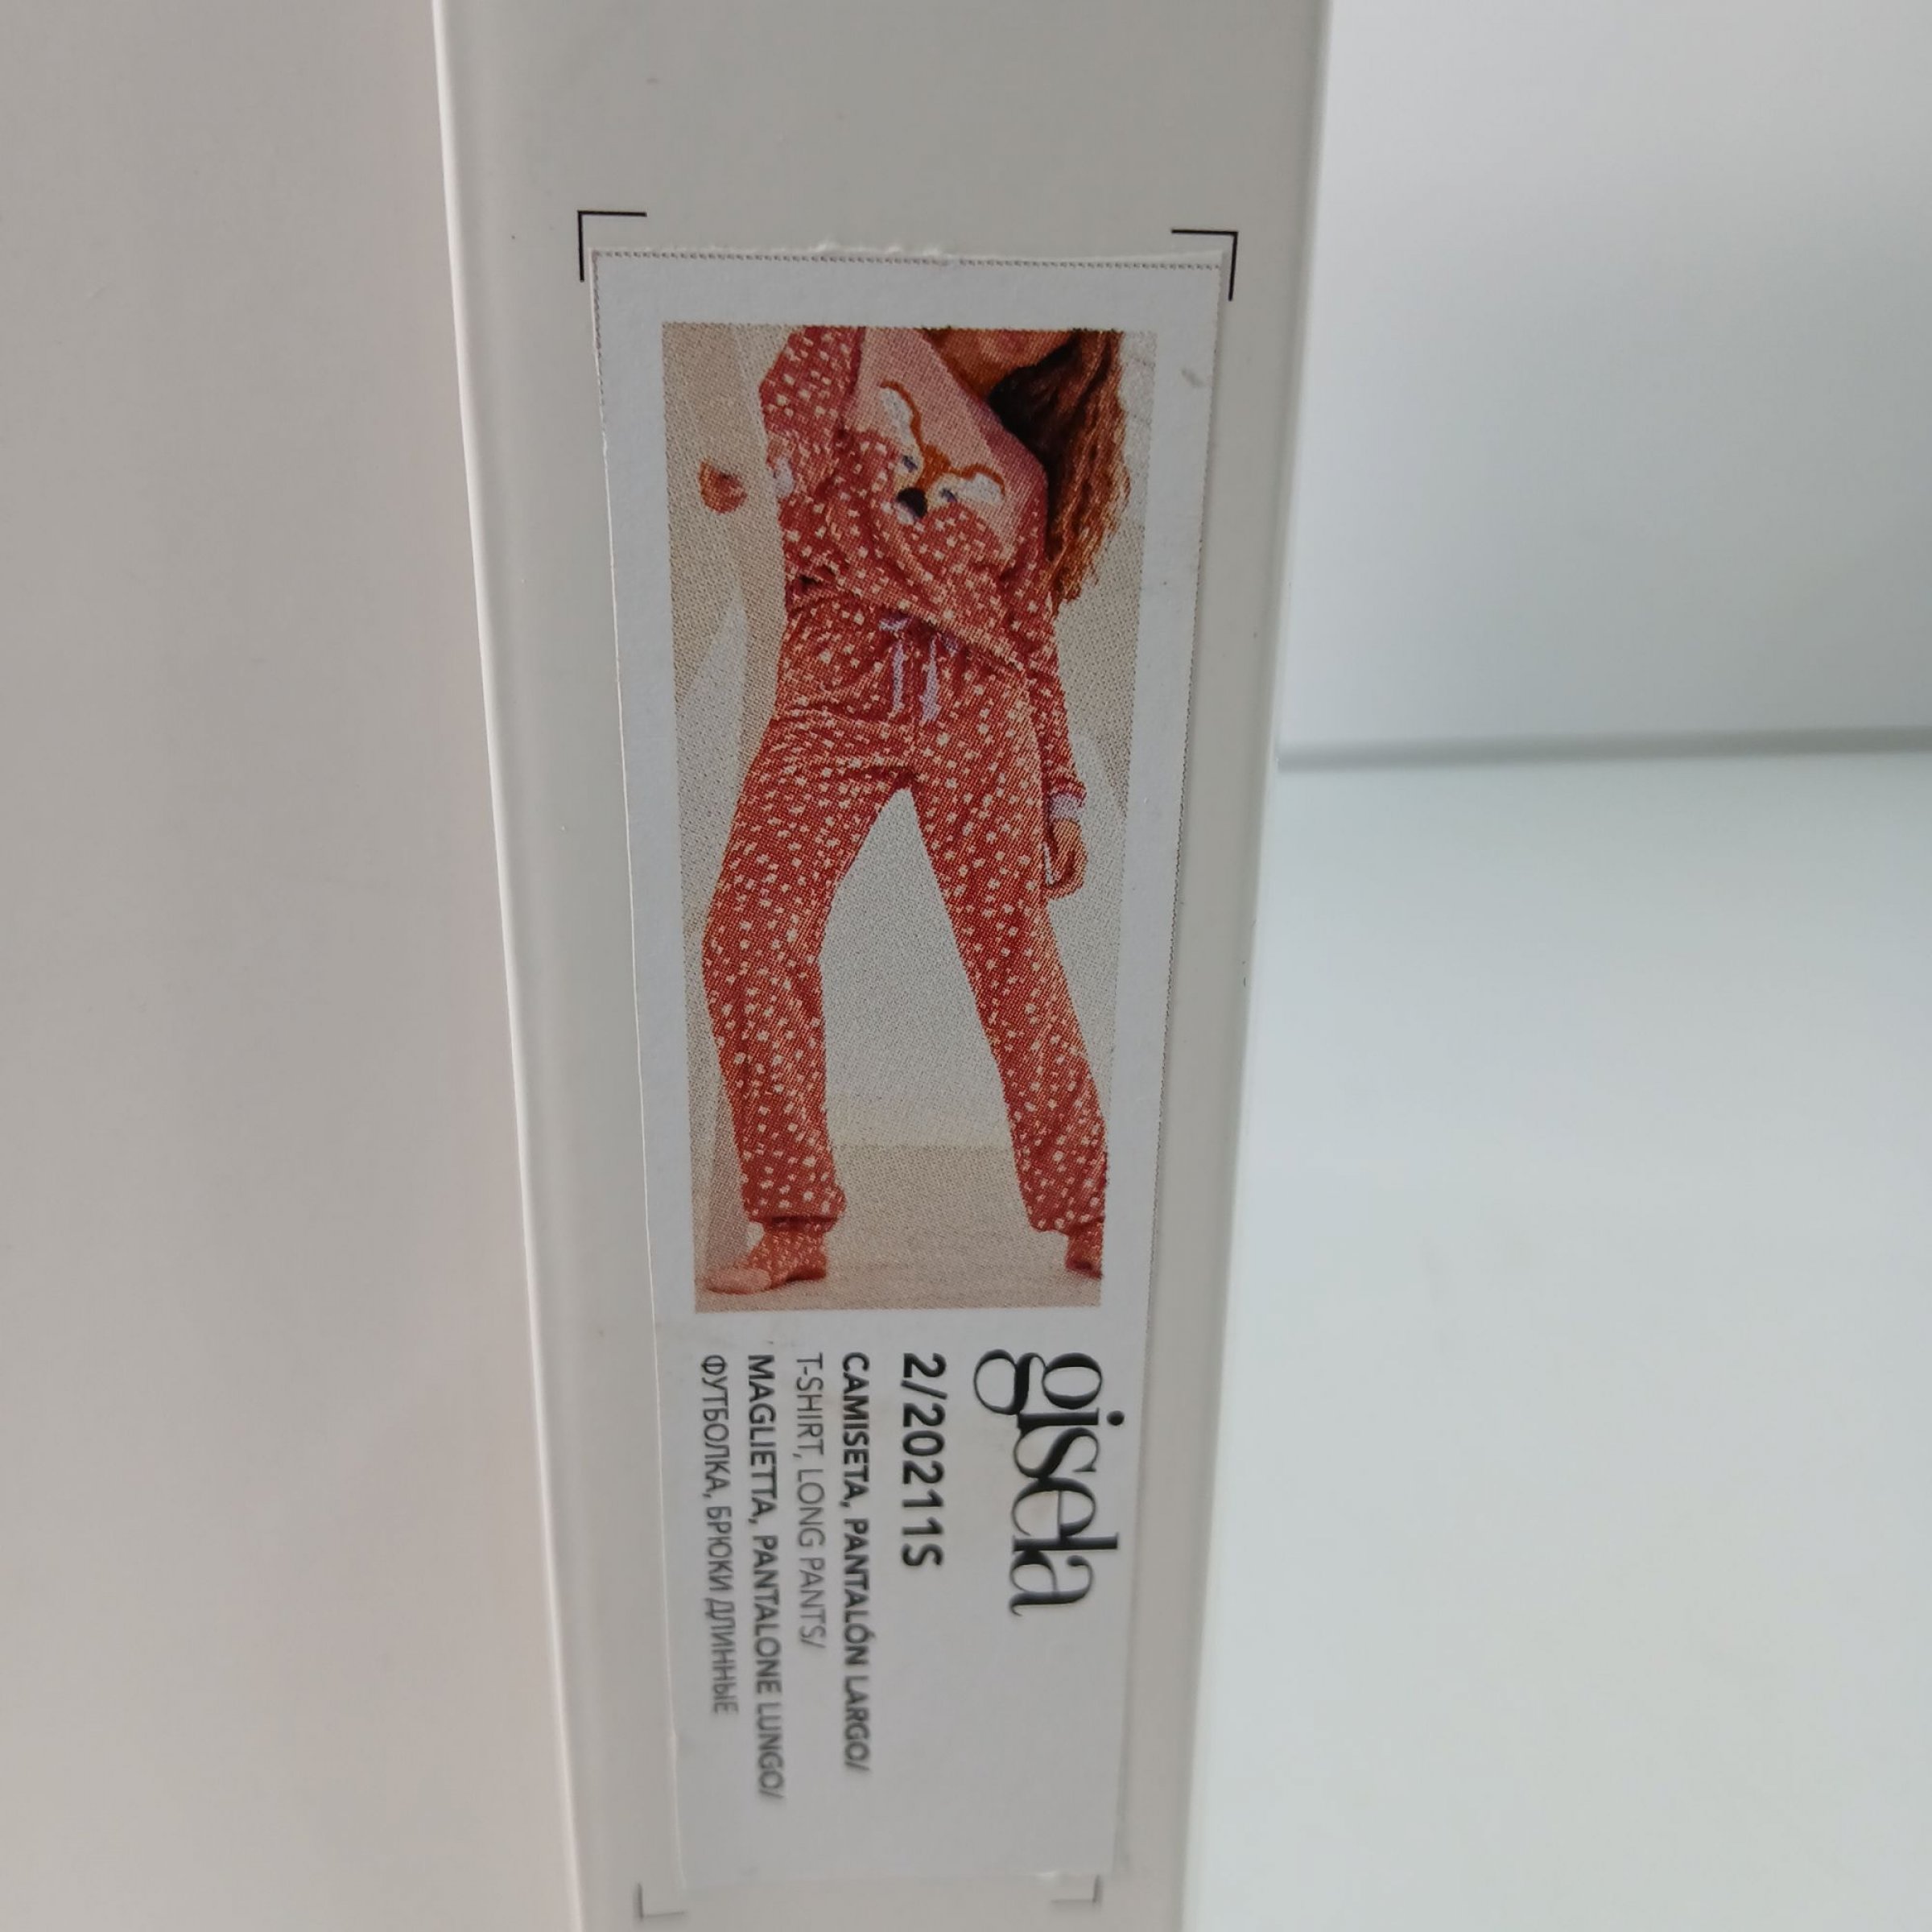 gisela
2/20211S
CAMISETA, PANTALÓN LARGO/
T-SHIRT, LONG PANTS/
MAGLIETTA, PANTALONE LUNGO/
ФУТБОЛКА, БРЮКИ ДЛИННЫЕ